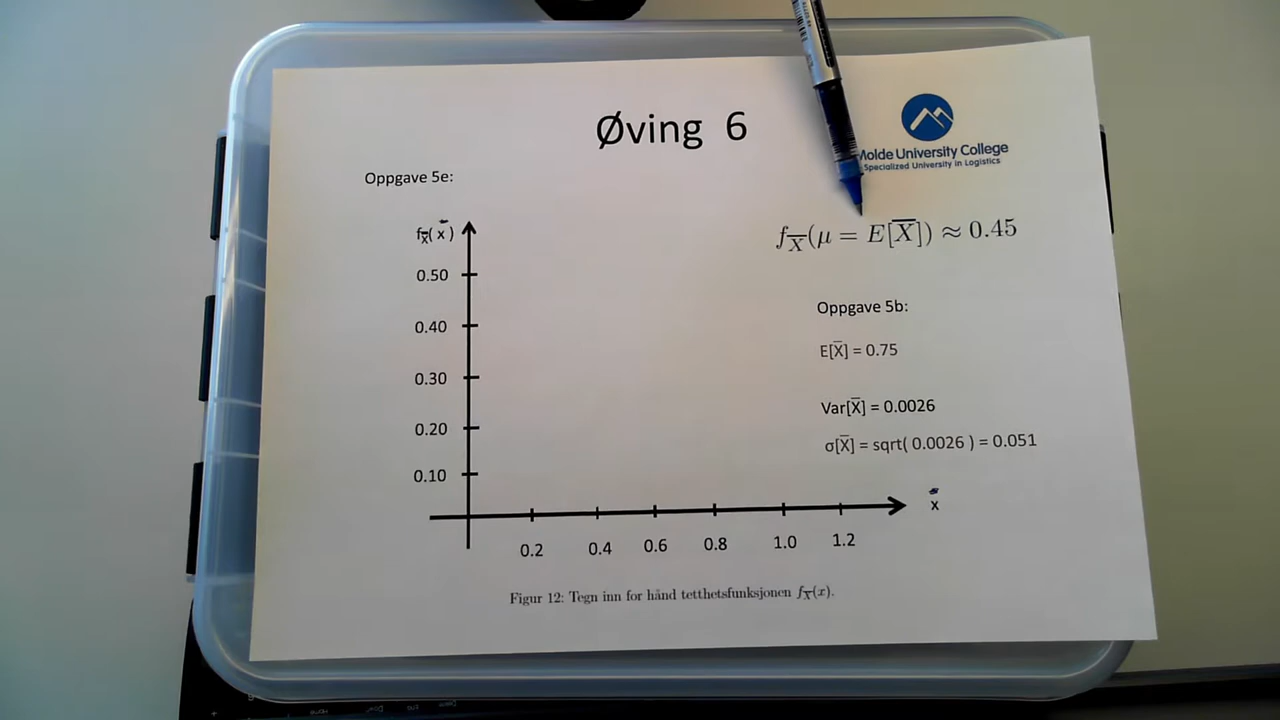 Øving 6
Molde University College
Specialized University in Logistics
Oppgave 5e:
f_X̅( x̄ )
0.50
0.40
0.30
0.20
0.10
0.2 0.4 0.6 0.8 1.0 1.2
x̄
f_X̅(μ = E[X̅]) ≈ 0.45
Oppgave 5b:
E[X̅] = 0.75
Var[X̅] = 0.0026
σ[X̅] = sqrt( 0.0026 ) = 0.051
Figur 12: Tegn inn for hånd tetthetsfunksjonen f_X̅(x).